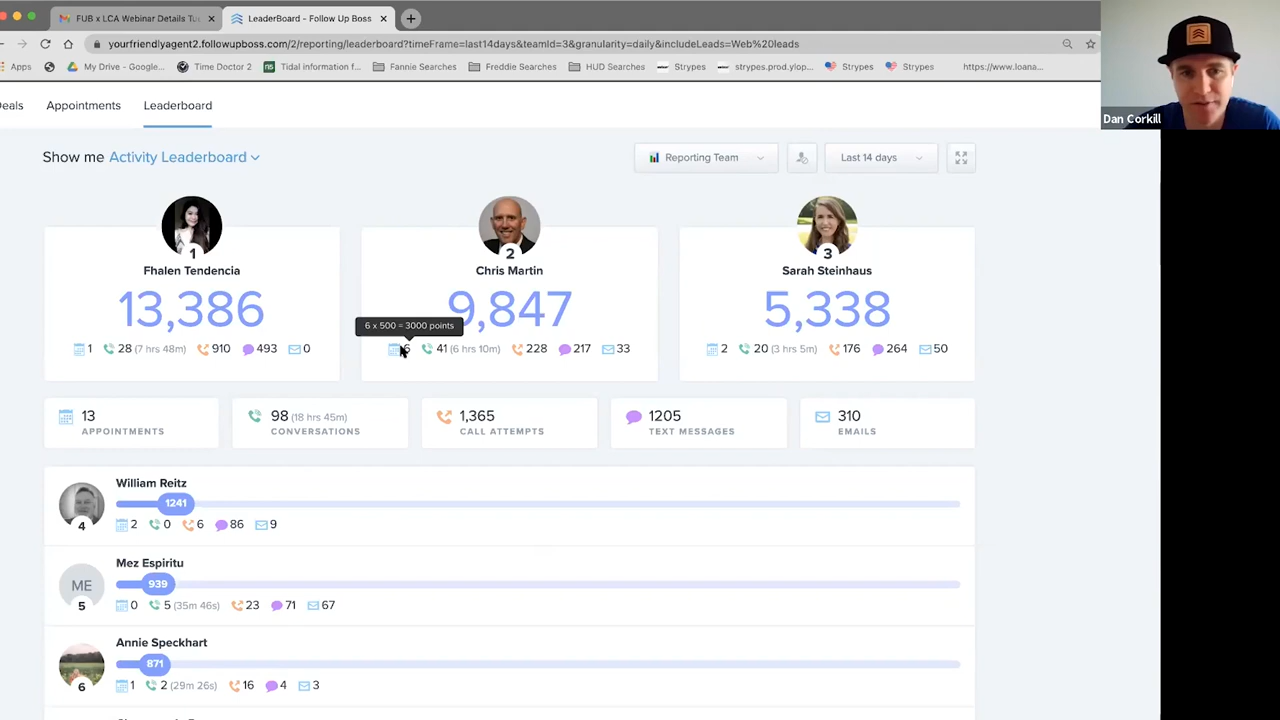 FUB x LCA Webinar Details Tu
LeaderBoard - Follow Up Boss
yourfriendlyagent2.followupboss.com/2/reporting/leaderboard?timeFrame=last14days&teamId=3&granularity=daily&includeLeads=Web%20leads
Apps My Drive - Google... Time Doctor 2 Tidal information f... Fannie Searches Freddie Searches HUD Searches Strypes strypes.prod.ylop... Strypes Strypes https://www.loana...
Dan Corkill
eals Appointments Leaderboard
Show me Activity Leaderboard
Reporting Team Last 14 days
1 2 3
Fhalen Tendencia Chris Martin Sarah Steinhaus
13,386 9,847 5,338
6 x 500 = 3000 points
1 28 (7 hrs 48m) 910 493 0
6 41 (6 hrs 10m) 228 217 33
2 20 (3 hrs 5m) 176 264 50
13 98 (18 hrs 45m) 1,365 1205 310
APPOINTMENTS CONVERSATIONS CALL ATTEMPTS TEXT MESSAGES EMAILS
William Reitz
1241
4
2 0 6 86 9
Mez Espiritu
ME
939
5
0 5 (35m 46s) 23 71 67
Annie Speckhart
871
6
1 2 (29m 26s) 16 4 3